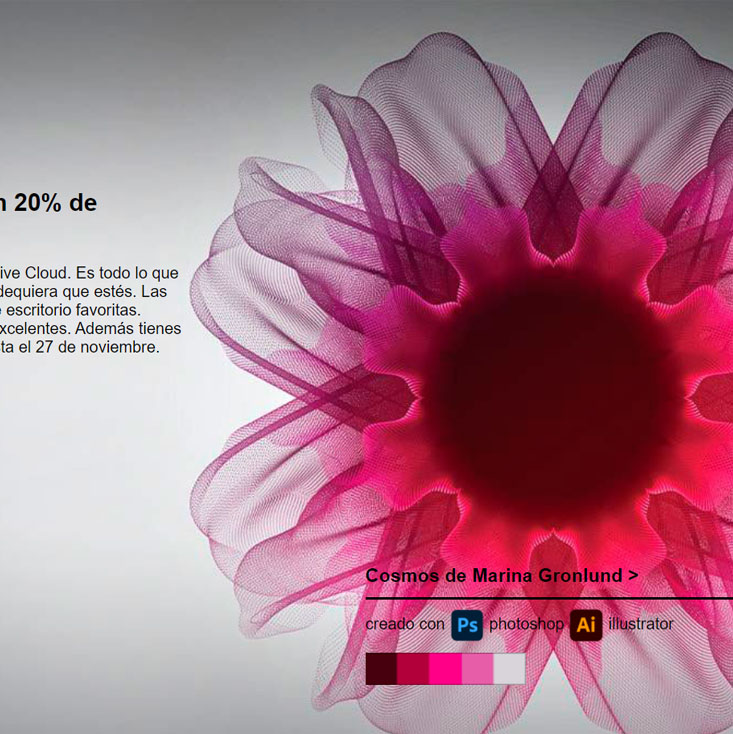 20% de
ive Cloud. Es todo lo que
dequiera que estés. Las
escritorio favoritas.
xcelentes. Además tienes
ta el 27 de noviembre.
Cosmos de Marina Gronlund >
creado con Ps photoshop Ai illustrator